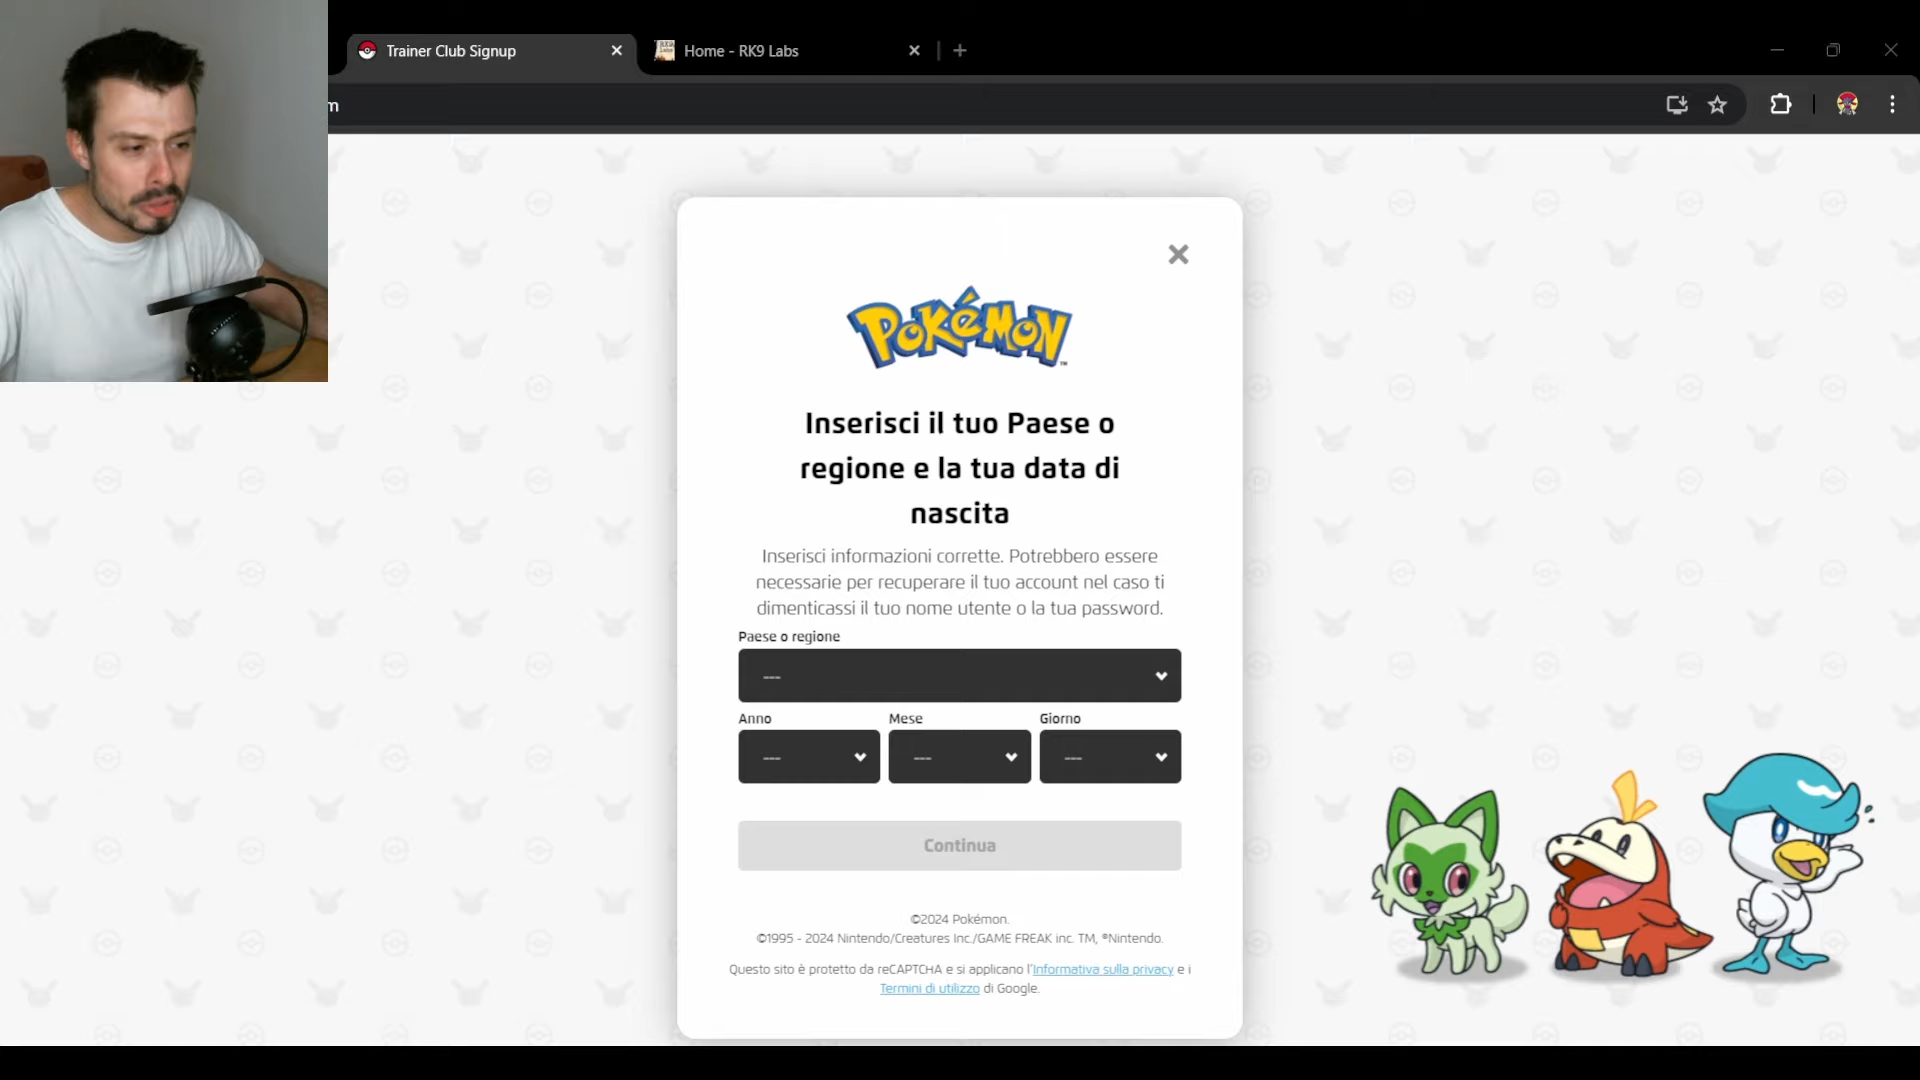 Trainer Club Signup
Home - RK9 Labs
m
POKéMON
Inserisci il tuo Paese o
regione e la tua data di
nascita
Inserisci informazioni corrette. Potrebbero essere
necessarie per recuperare il tuo account nel caso ti
dimenticassi il tuo nome utente o la tua password.
Paese o regione
---
Anno Mese Giorno
--- --- ---
Continua
©2024 Pokémon.
©1995 - 2024 Nintendo/Creatures Inc./GAME FREAK inc. TM, ®Nintendo.
Questo sito è protetto da reCAPTCHA e si applicano l'Informativa sulla privacy e i
Termini di utilizzo di Google.